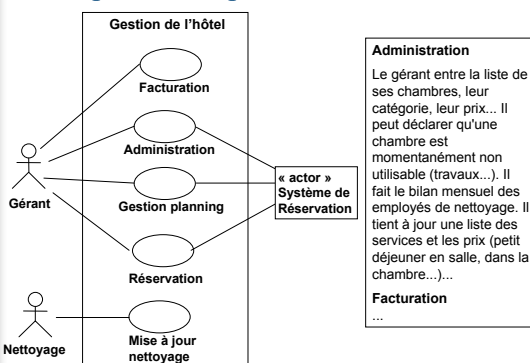 Gestion de l'hôtel
Facturation
Administration
Gestion planning
Réservation
Mise à jour
nettoyage
Gérant
Nettoyage
« actor »
Système de
Réservation
Administration
Le gérant entre la liste de
ses chambres, leur
catégorie, leur prix... Il
peut déclarer qu'une
chambre est
momentanément non
utilisable (travaux...). Il
fait le bilan mensuel des
employés de nettoyage. Il
tient à jour une liste des
services et les prix (petit
déjeuner en salle, dans la
chambre...)...
Facturation
...